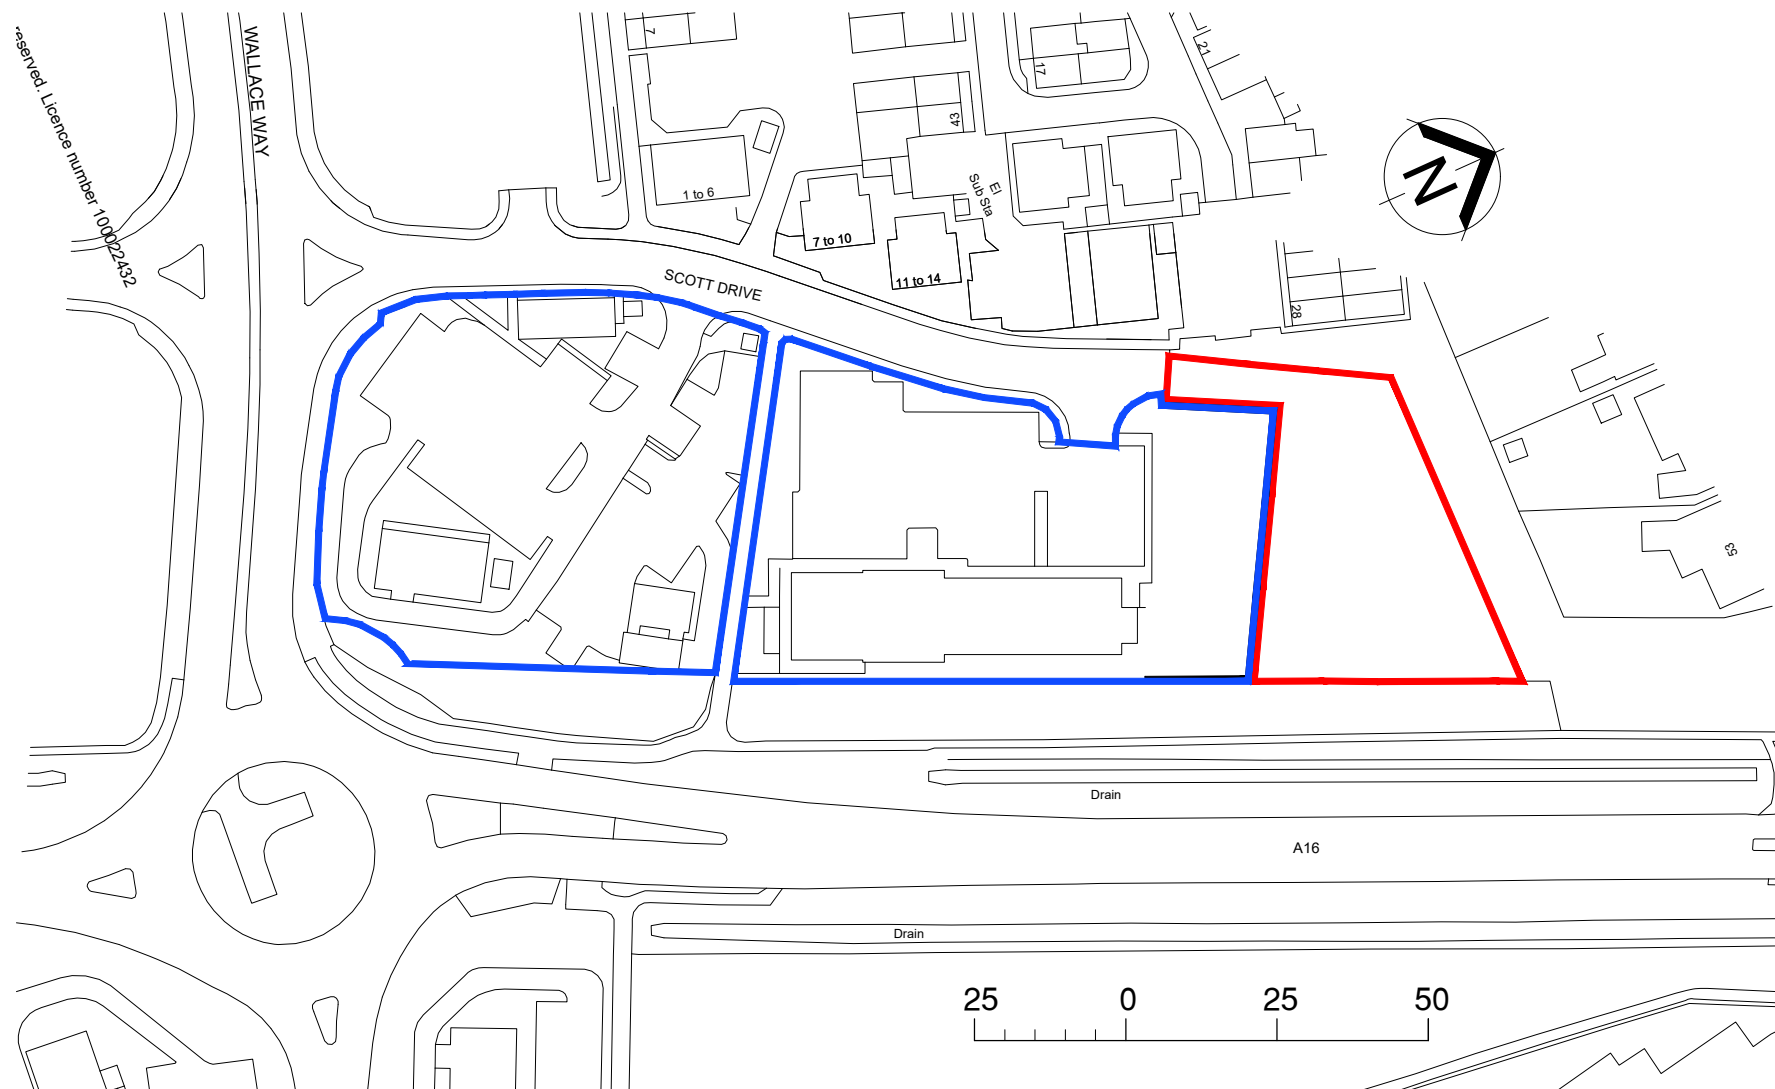 reserved. Licence number 100022432
WALLACE WAY
7
17
21
43
1 to 6
El
Sub Sta
7 to 10
11 to 14
N
SCOTT DRIVE
28
53
Drain
A16
Drain
25 0 25 50